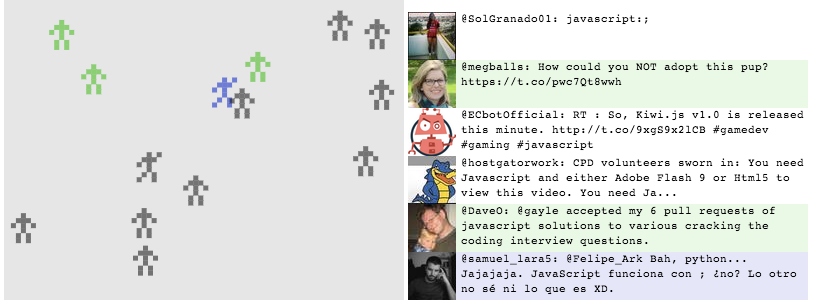 @SolGranado01: javascript:;
@megballs: How could you NOT adopt this pup?
https://t.co/pwc7Qt8wwh
@ECbotOfficial: RT : So, Kiwi.js v1.0 is released
this minute. http://t.co/9xgS9x2lCB #gamedev
#gaming #javascript
@hostgatorwork: CPD volunteers sworn in: You need
Javascript and either Adobe Flash 9 or Html5 to
view this video. You need Ja...
@DaveO: @gayle accepted my 6 pull requests of
javascript solutions to various cracking the
coding interview questions.
@samuel_lara5: @Felipe_Ark Bah, python...
Jajajaja. JavaScript funciona con ; ¿no? Lo otro
no sé ni lo que es XD.